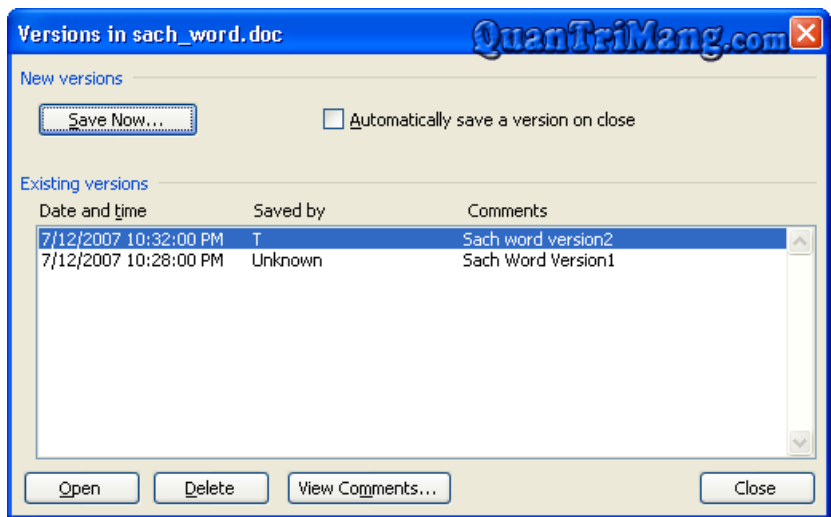 Versions in sach_word.doc
QuanTriMang.com
New versions
Save Now...
Automatically save a version on close
Existing versions
Date and time Saved by Comments
7/12/2007 10:32:00 PM T Sach word version2
7/12/2007 10:28:00 PM Unknown Sach Word Version1
Open Delete View Comments... Close